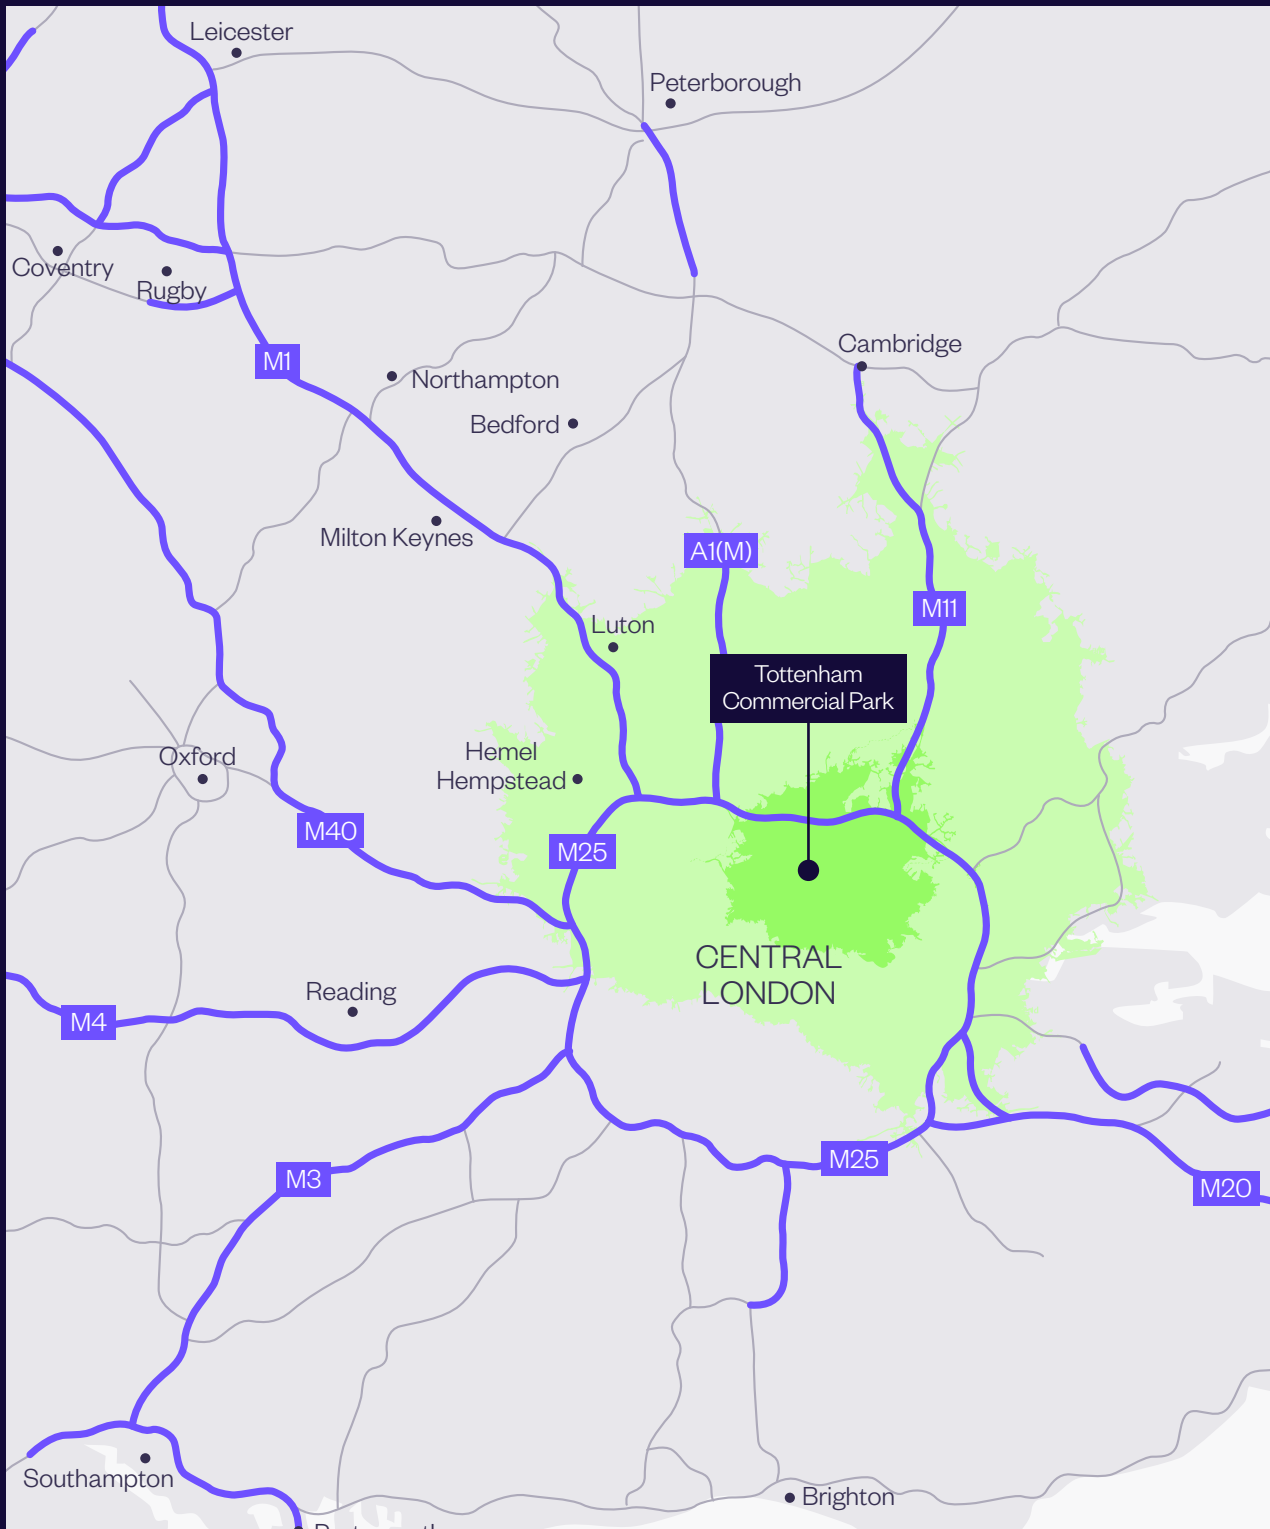 Leicester
Peterborough
Coventry
Rugby
M1
Cambridge
Northampton
Bedford
Milton Keynes
A1(M)
M11
Luton
Tottenham
Commercial Park
Hemel
Hempstead
Oxford
M40
M25
CENTRAL
LONDON
Reading
M4
M25
M3
M20
Southampton
Brighton